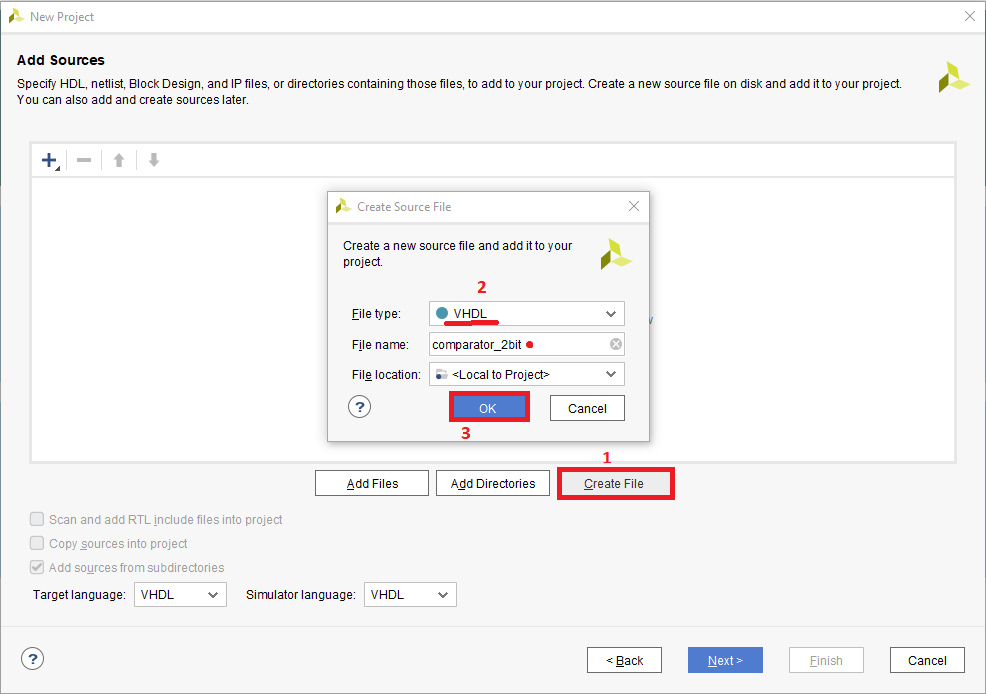 New Project
Add Sources
Specify HDL, netlist, Block Design, and IP files, or directories containing those files, to add to your project. Create a new source file on disk and add it to your project.
You can also add and create sources later.
Create Source File
Create a new source file and add it to your
project.
2
File type: VHDL
File name: comparator_2bit
File location: <Local to Project>
? OK Cancel
3
1
Add Files Add Directories Create File
Scan and add RTL include files into project
Copy sources into project
Add sources from subdirectories
Target language: VHDL Simulator language: VHDL
? < Back Next > Finish Cancel